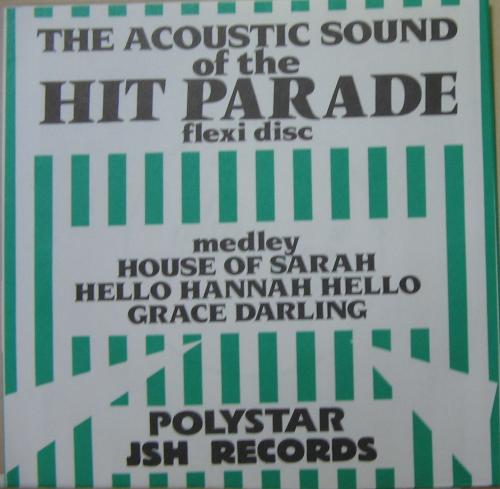 THE ACOUSTIC SOUND
of the
HIT PARADE
flexi disc
medley
HOUSE OF SARAH
HELLO HANNAH HELLO
GRACE DARLING
POLYSTAR
JSH RECORDS